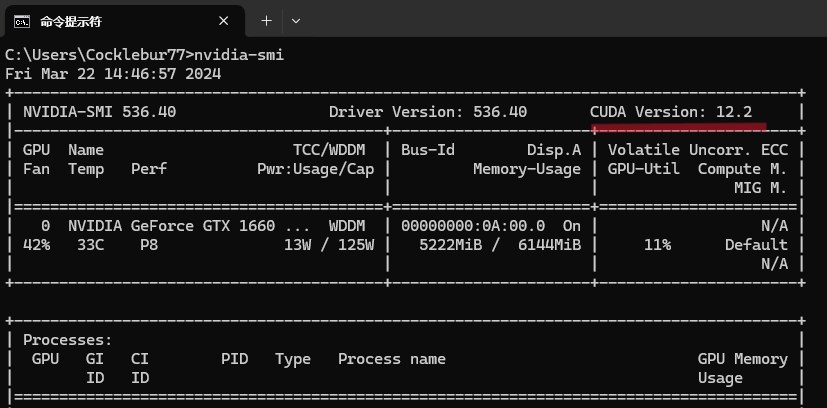 命令提示符
C:\Users\Cocklebur77>nvidia-smi
Fri Mar 22 14:46:57 2024
NVIDIA-SMI 536.40 Driver Version: 536.40 CUDA Version: 12.2
GPU Name TCC/WDDM | Bus-Id Disp.A | Volatile Uncorr. ECC
Fan Temp Perf Pwr:Usage/Cap | Memory-Usage | GPU-Util Compute M.
MIG M.
0 NVIDIA GeForce GTX 1660 ... WDDM | 00000000:0A:00.0 On | N/A
42% 33C P8 13W / 125W | 5222MiB / 6144MiB | 11% Default
N/A
Processes:
GPU GI CI PID Type Process name GPU Memory
ID ID Usage